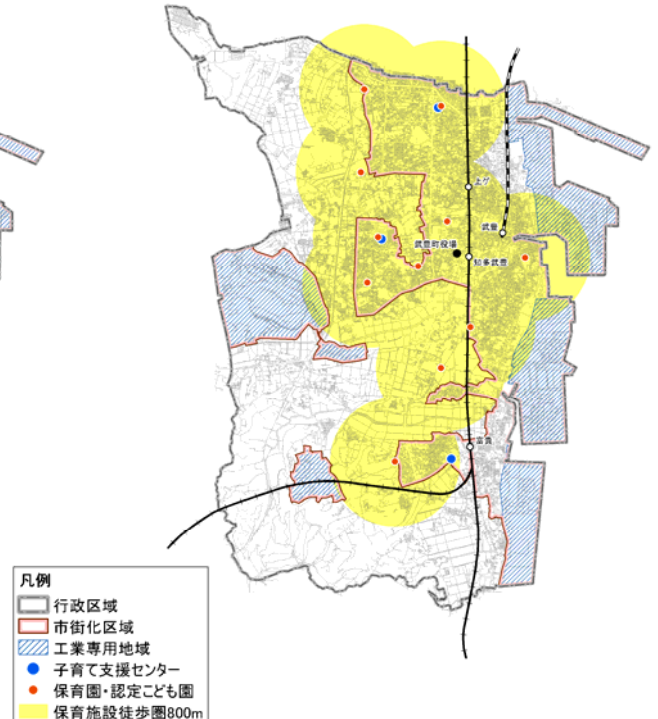 上ゲ
武豊
武豊町役場
知多武豊
富貴
凡例
行政区域
市街化区域
工業専用地域
子育て支援センター
保育園・認定こども園
保育施設徒歩圏800m